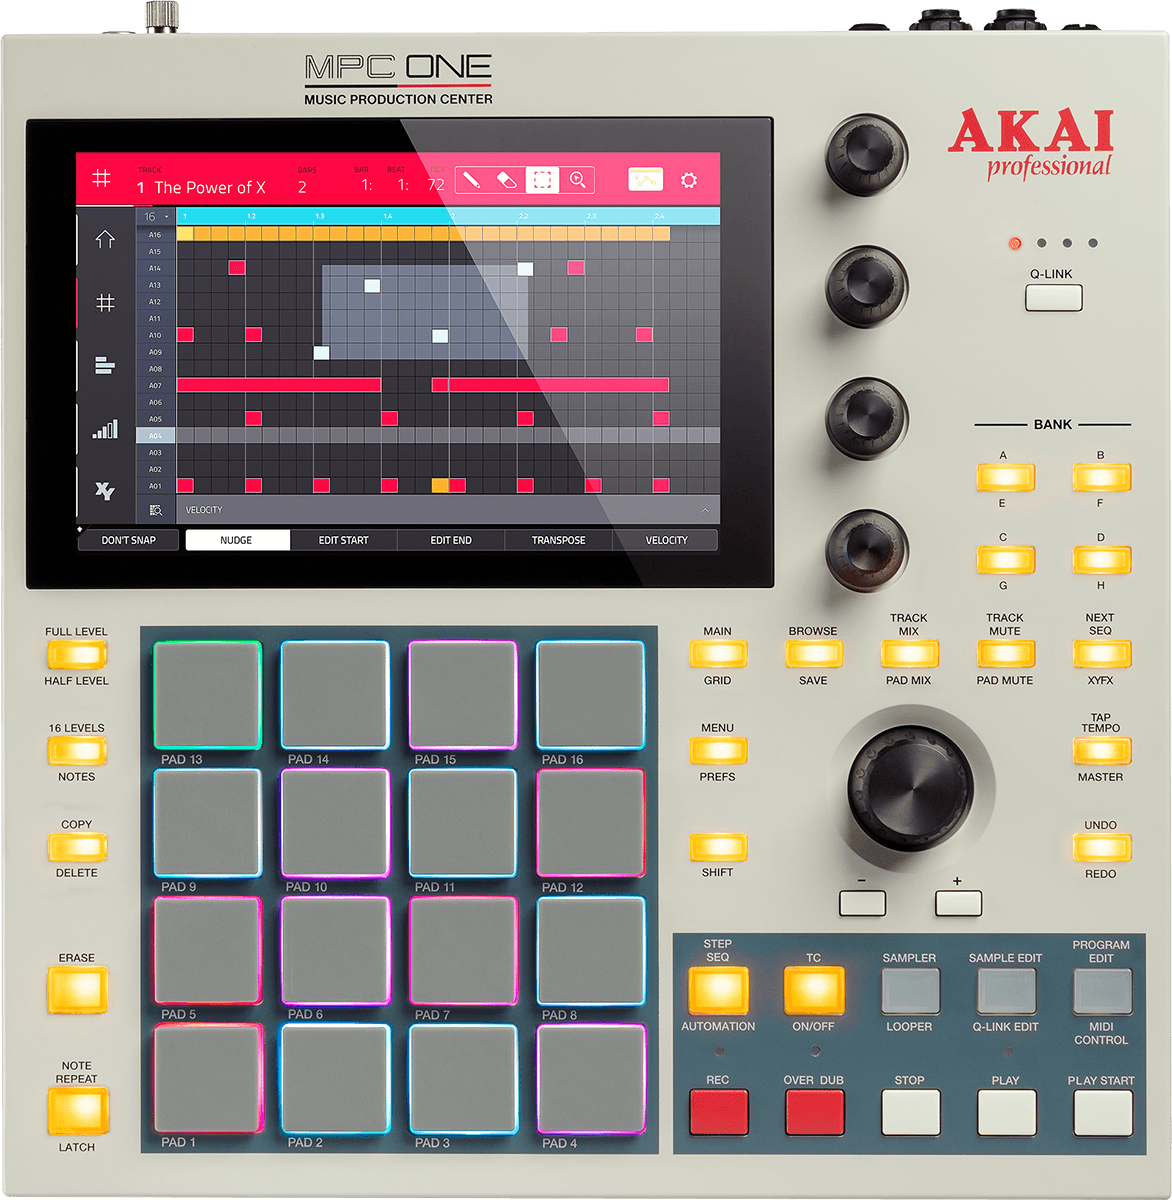 MPC ONE
MUSIC PRODUCTION CENTER
AKAI
professional
TRACK
1 The Power of X
BARS
2
BAR BEAT
1: 1: 72
16
1 1.2 1.3 1.4 2 2.2 2.3 2.4
A16
A15
A14
A13
A12
A11
A10
A09
A08
A07
A06
A05
A04
A03
A02
A01
XY
VELOCITY
DON'T SNAP NUDGE EDIT START EDIT END TRANSPOSE VELOCITY
Q-LINK
BANK
A B
E F
C D
G H
FULL LEVEL
HALF LEVEL
16 LEVELS
NOTES
COPY
DELETE
ERASE
NOTE
REPEAT
LATCH
PAD 13 PAD 14 PAD 15 PAD 16
PAD 9 PAD 10 PAD 11 PAD 12
PAD 5 PAD 6 PAD 7 PAD 8
PAD 1 PAD 2 PAD 3 PAD 4
MAIN
GRID
BROWSE
SAVE
TRACK
MIX
PAD MIX
TRACK
MUTE
PAD MUTE
NEXT
SEQ
XYFX
MENU
PREFS
TAP
TEMPO
MASTER
SHIFT
UNDO
REDO
− +
STEP
SEQ
AUTOMATION
TC
ON/OFF
SAMPLER
LOOPER
SAMPLE EDIT
Q-LINK EDIT
PROGRAM
EDIT
MIDI
CONTROL
REC OVER DUB STOP PLAY PLAY START